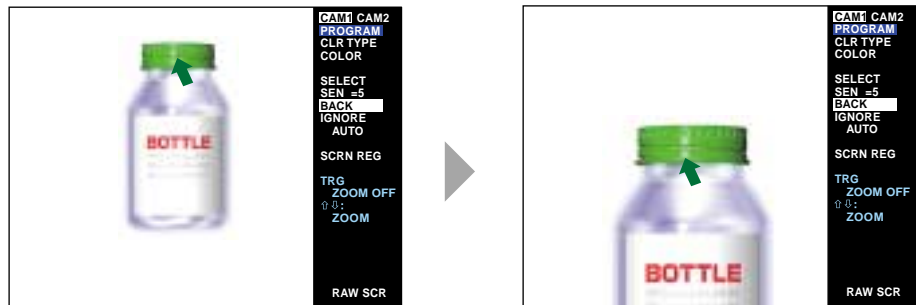 BOTTLE
CAM1 CAM2
PROGRAM
CLR TYPE
COLOR
SELECT
SEN =5
BACK
IGNORE
AUTO
SCRN REG
TRG
ZOOM OFF
⇧⇩:
ZOOM
RAW SCR
BOTTLE
CAM1 CAM2
PROGRAM
CLR TYPE
COLOR
SELECT
SEN =5
BACK
IGNORE
AUTO
SCRN REG
TRG
ZOOM OFF
⇧⇩:
ZOOM
RAW SCR